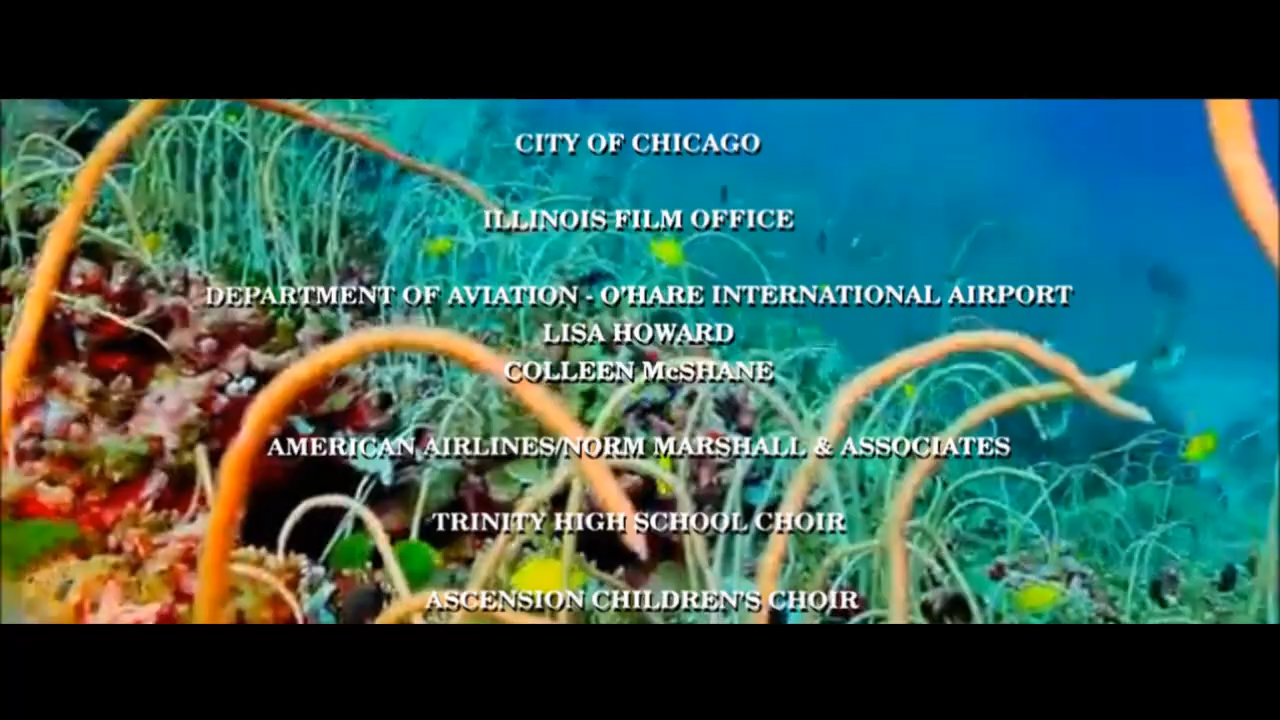 CITY OF CHICAGO
ILLINOIS FILM OFFICE
DEPARTMENT OF AVIATION - O'HARE INTERNATIONAL AIRPORT
LISA HOWARD
COLLEEN McSHANE
AMERICAN AIRLINES/NORM MARSHALL & ASSOCIATES
TRINITY HIGH SCHOOL CHOIR
ASCENSION CHILDREN'S CHOIR